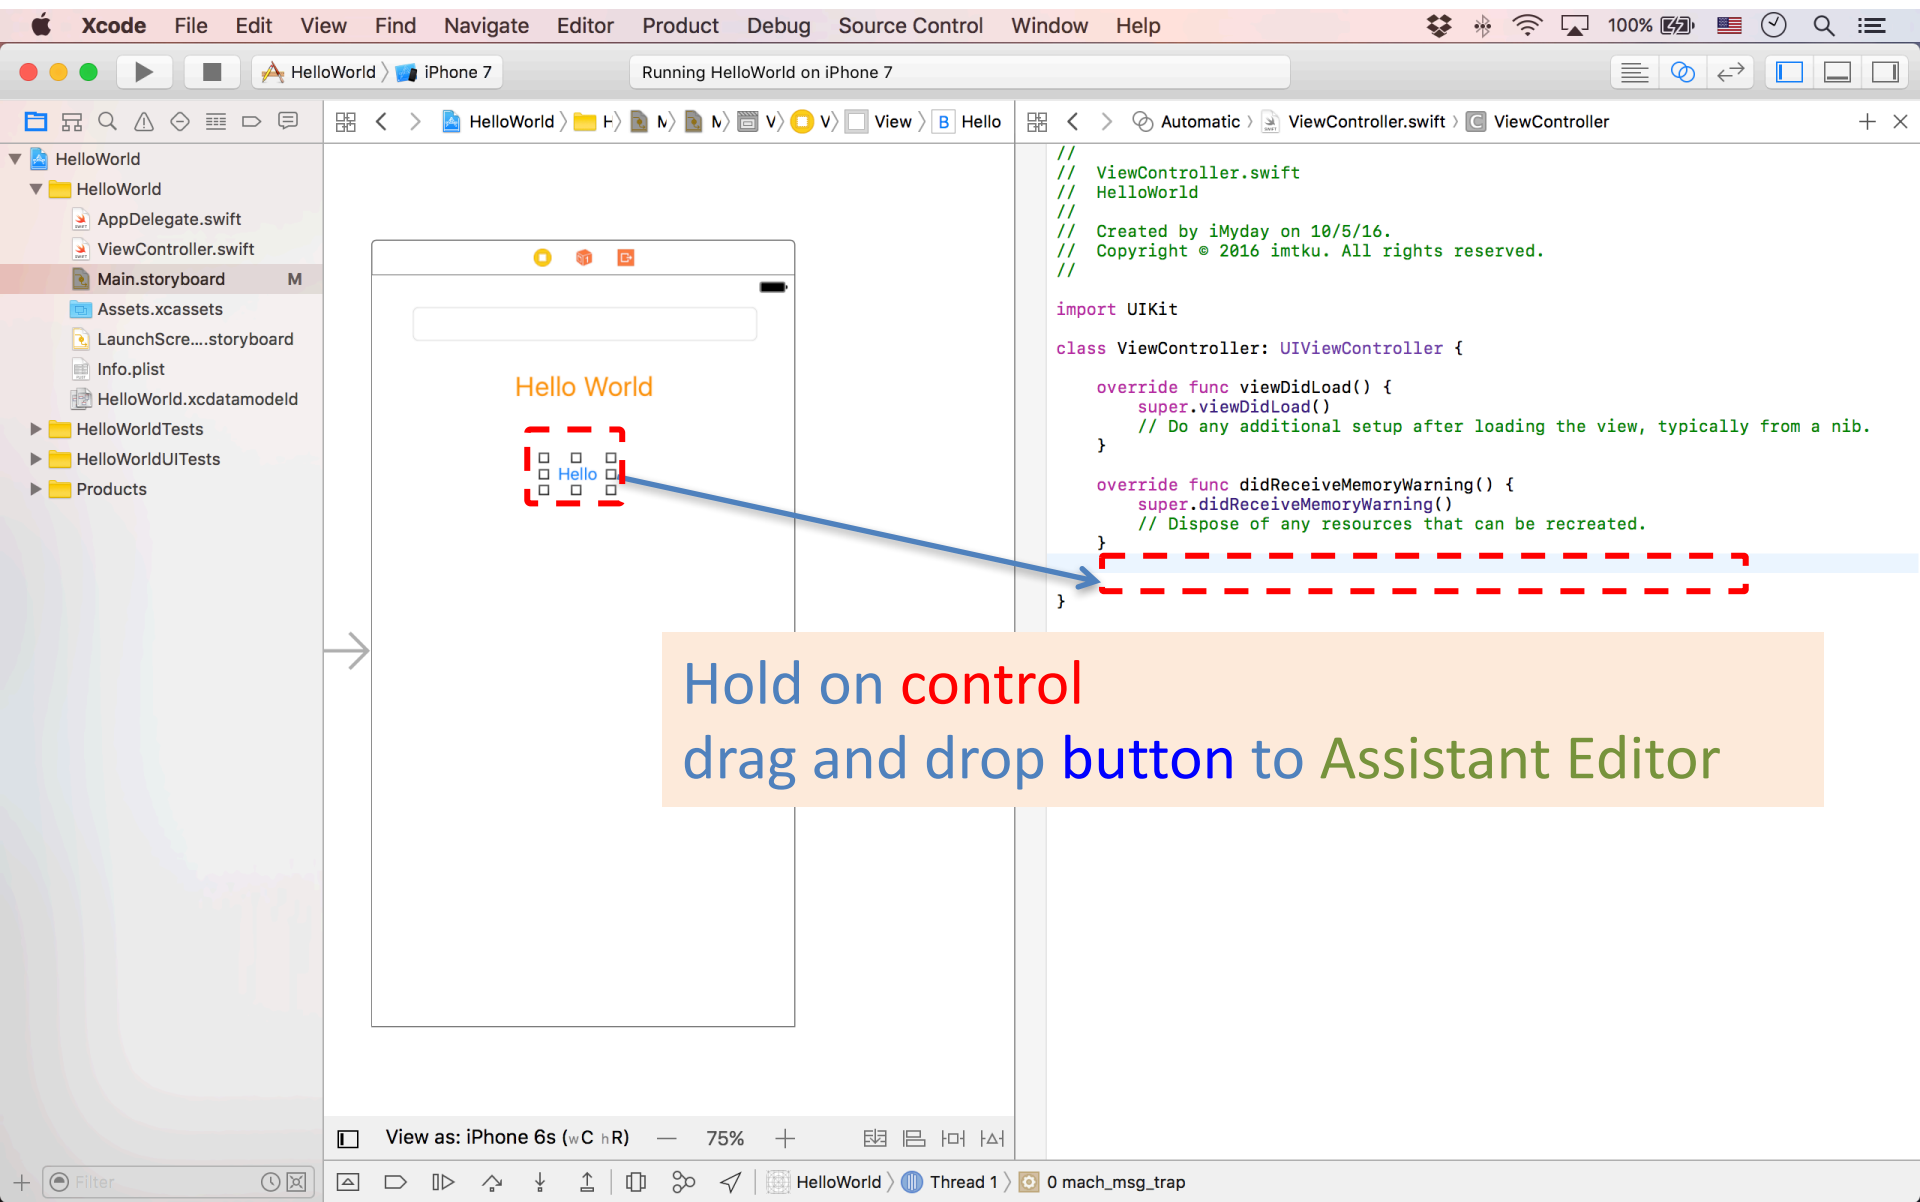 Xcode File Edit View Find Navigate Editor Product Debug Source Control Window Help 100%
HelloWorld iPhone 7 Running HelloWorld on iPhone 7
HelloWorld H M M V V View B Hello
Automatic ViewController.swift C ViewController
HelloWorld
HelloWorld
AppDelegate.swift
ViewController.swift
Main.storyboard M
Assets.xcassets
LaunchScre....storyboard
Info.plist
HelloWorld.xcdatamodeld
HelloWorldTests
HelloWorldUITests
Products
Hello World
Hello
//
// ViewController.swift
// HelloWorld
//
// Created by iMyday on 10/5/16.
// Copyright © 2016 imtku. All rights reserved.
//
import UIKit
class ViewController: UIViewController {
override func viewDidLoad() {
super.viewDidLoad()
// Do any additional setup after loading the view, typically from a nib.
}
override func didReceiveMemoryWarning() {
super.didReceiveMemoryWarning()
// Dispose of any resources that can be recreated.
}
}
Hold on control
drag and drop button to Assistant Editor
View as: iPhone 6s (wC hR) — 75% +
Filter
HelloWorld Thread 1 0 mach_msg_trap